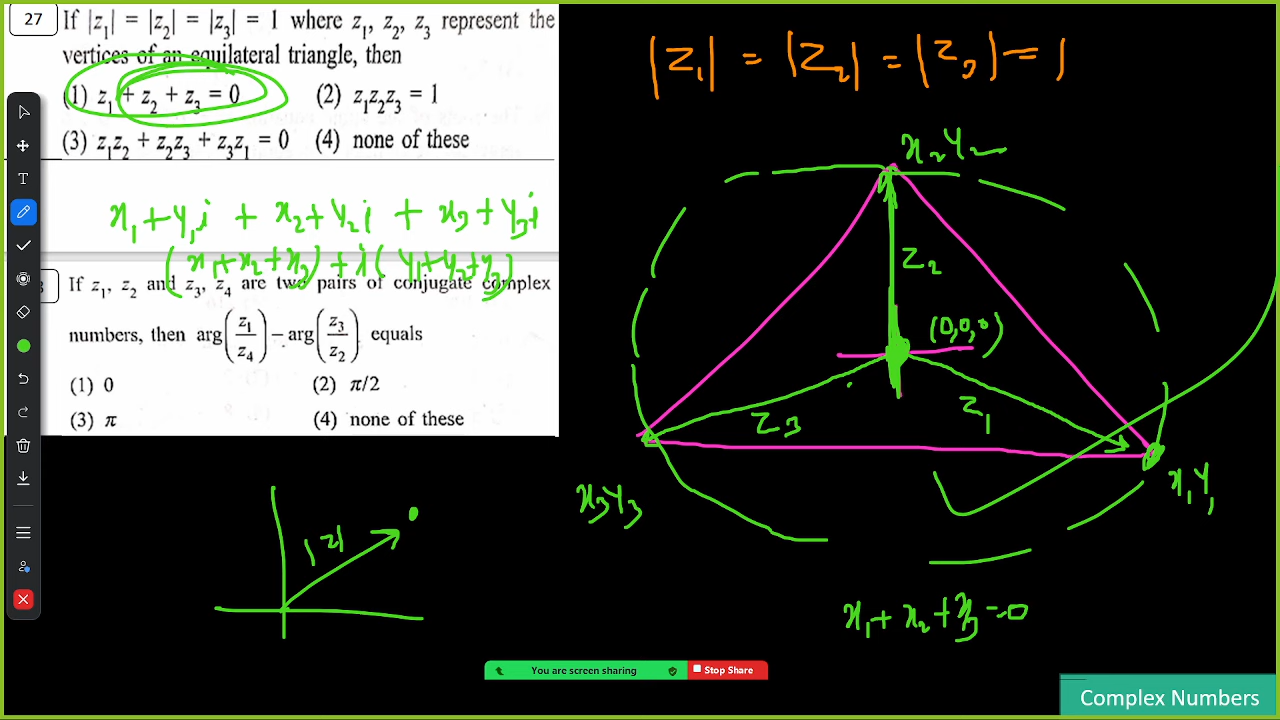 27 If |z₁| = |z₂| = |z₃| = 1 where z₁, z₂, z₃ represent the
vertices of an equilateral triangle, then
(1) z₁ + z₂ + z₃ = 0 (2) z₁z₂z₃ = 1
(3) z₁z₂ + z₂z₃ + z₃z₁ = 0 (4) none of these
x₁ + y₁i + x₂ + y₂i + x₃ + y₃i
(x₁+x₂+x₃) + i(y₁+y₂+y₃)
If z₁, z₂ and z₃, z₄ are two pairs of conjugate complex
numbers, then arg(z₁/z₄) – arg(z₃/z₂) equals
(1) 0 (2) π/2
(3) π (4) none of these
|z|
|z₁| = |z₂| = |z₃| = 1
x₂y₂
z₂
(0,0,0)
z₃ z₁
x₃y₃ x₁y₁
x₁ + x₂ + x₃ = 0
T
You are screen sharing Stop Share
Complex Numbers